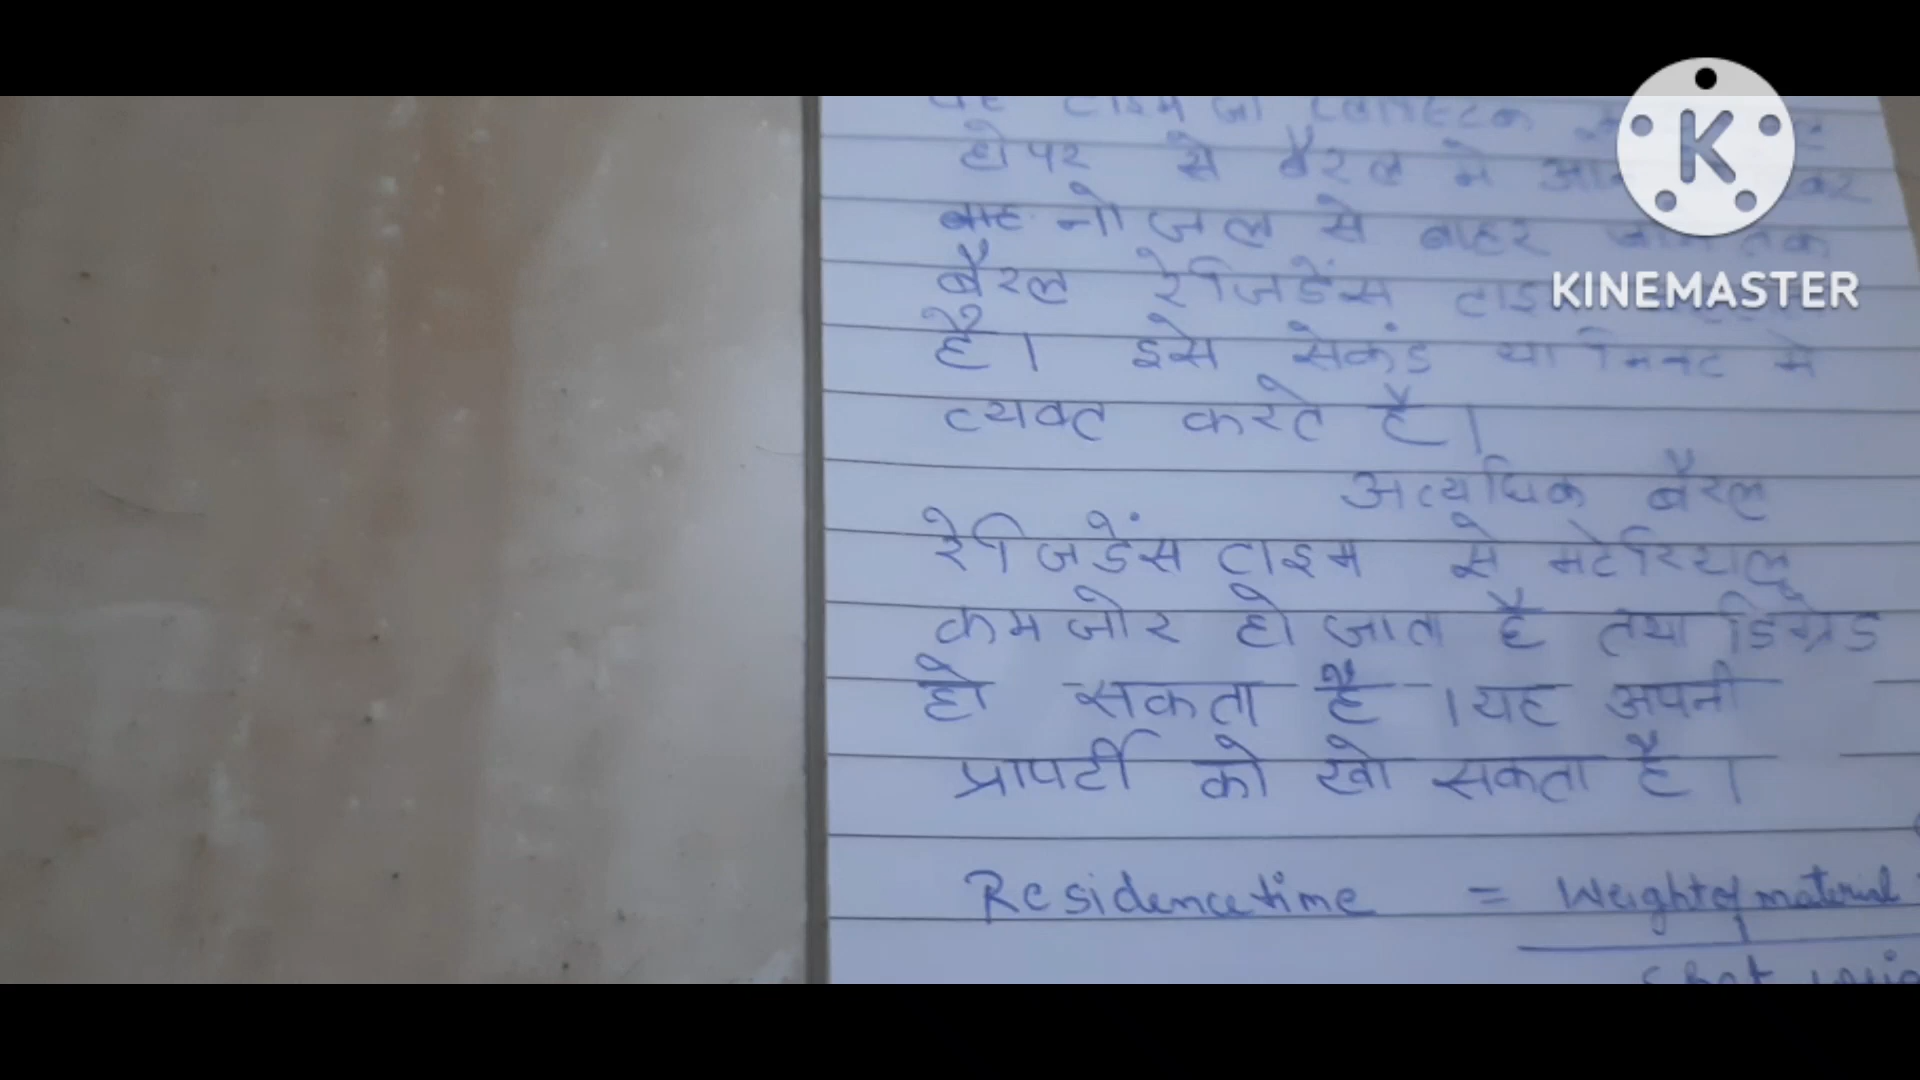 होपर से बैरल मे
बाद नोजल से बाहर
बैरल रेजिडेंस
है। इसे सेकंड या मिनट मे
व्यक्त करते है।
अत्यधिक बैरल
रेजिडेंस टाइम से मटेरियल
कमजोर हो जाता है तथा डिग्रेड
हो सकता है । यह अपनी
प्रापर्टी को खो सकता है।
Residence time = Weight of material
KINEMASTER